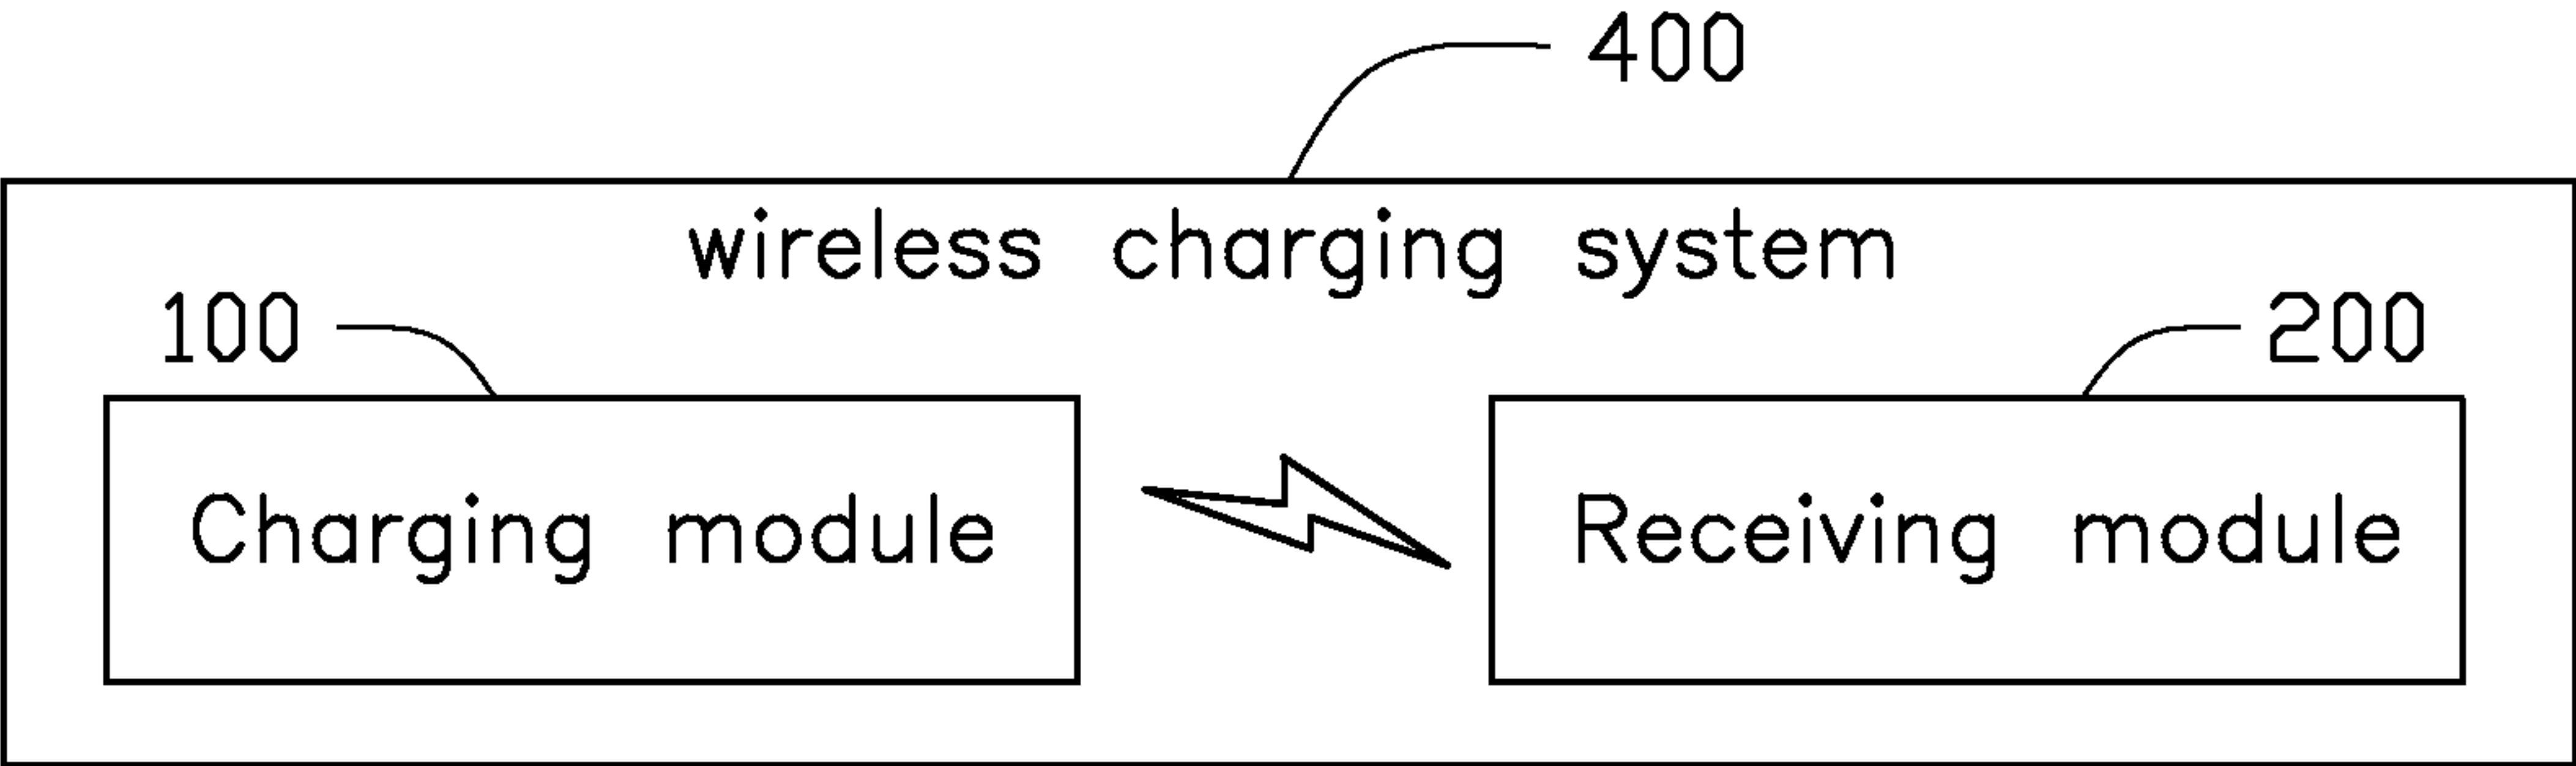 400
wireless charging system
100
200
Charging module
Receiving module